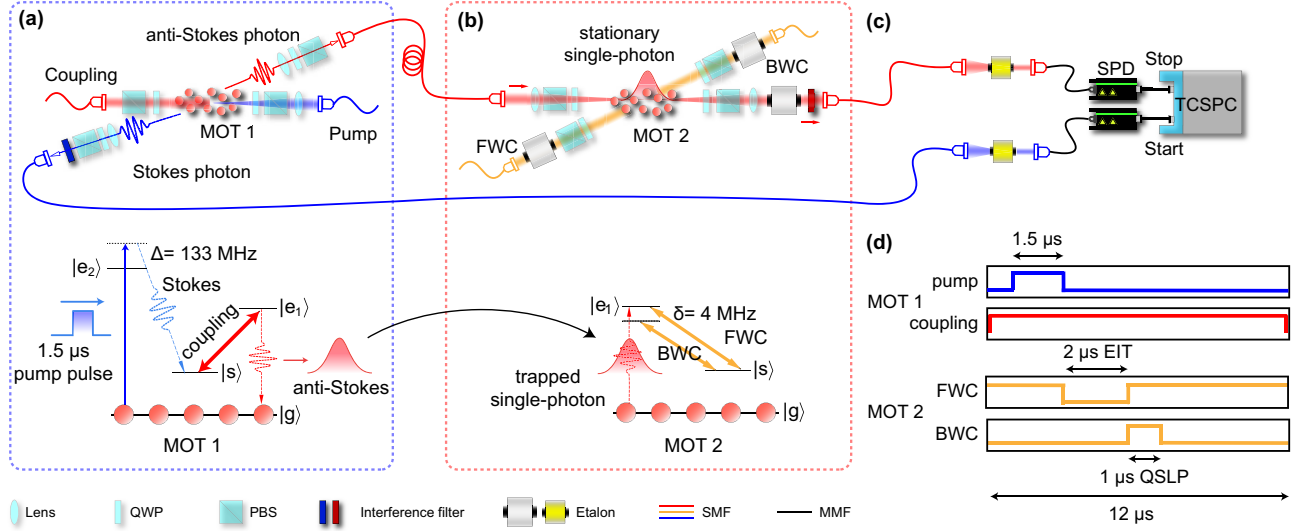 (a)
anti-Stokes photon
Coupling
MOT 1
Pump
Stokes photon
Δ= 133 MHz
|e₂⟩
Stokes
|e₁⟩
coupling
1.5 µs
pump pulse
|s⟩
anti-Stokes
|g⟩
MOT 1
(b)
stationary
single-photon
BWC
MOT 2
FWC
|e₁⟩
δ= 4 MHz
FWC
BWC
|s⟩
trapped
single-photon
|g⟩
MOT 2
(c)
SPD
Stop
TCSPC
Start
(d)
1.5 µs
pump
MOT 1
coupling
2 µs EIT
FWC
MOT 2
BWC
1 µs QSLP
12 µs
Lens
QWP
PBS
Interference filter
Etalon
SMF
MMF